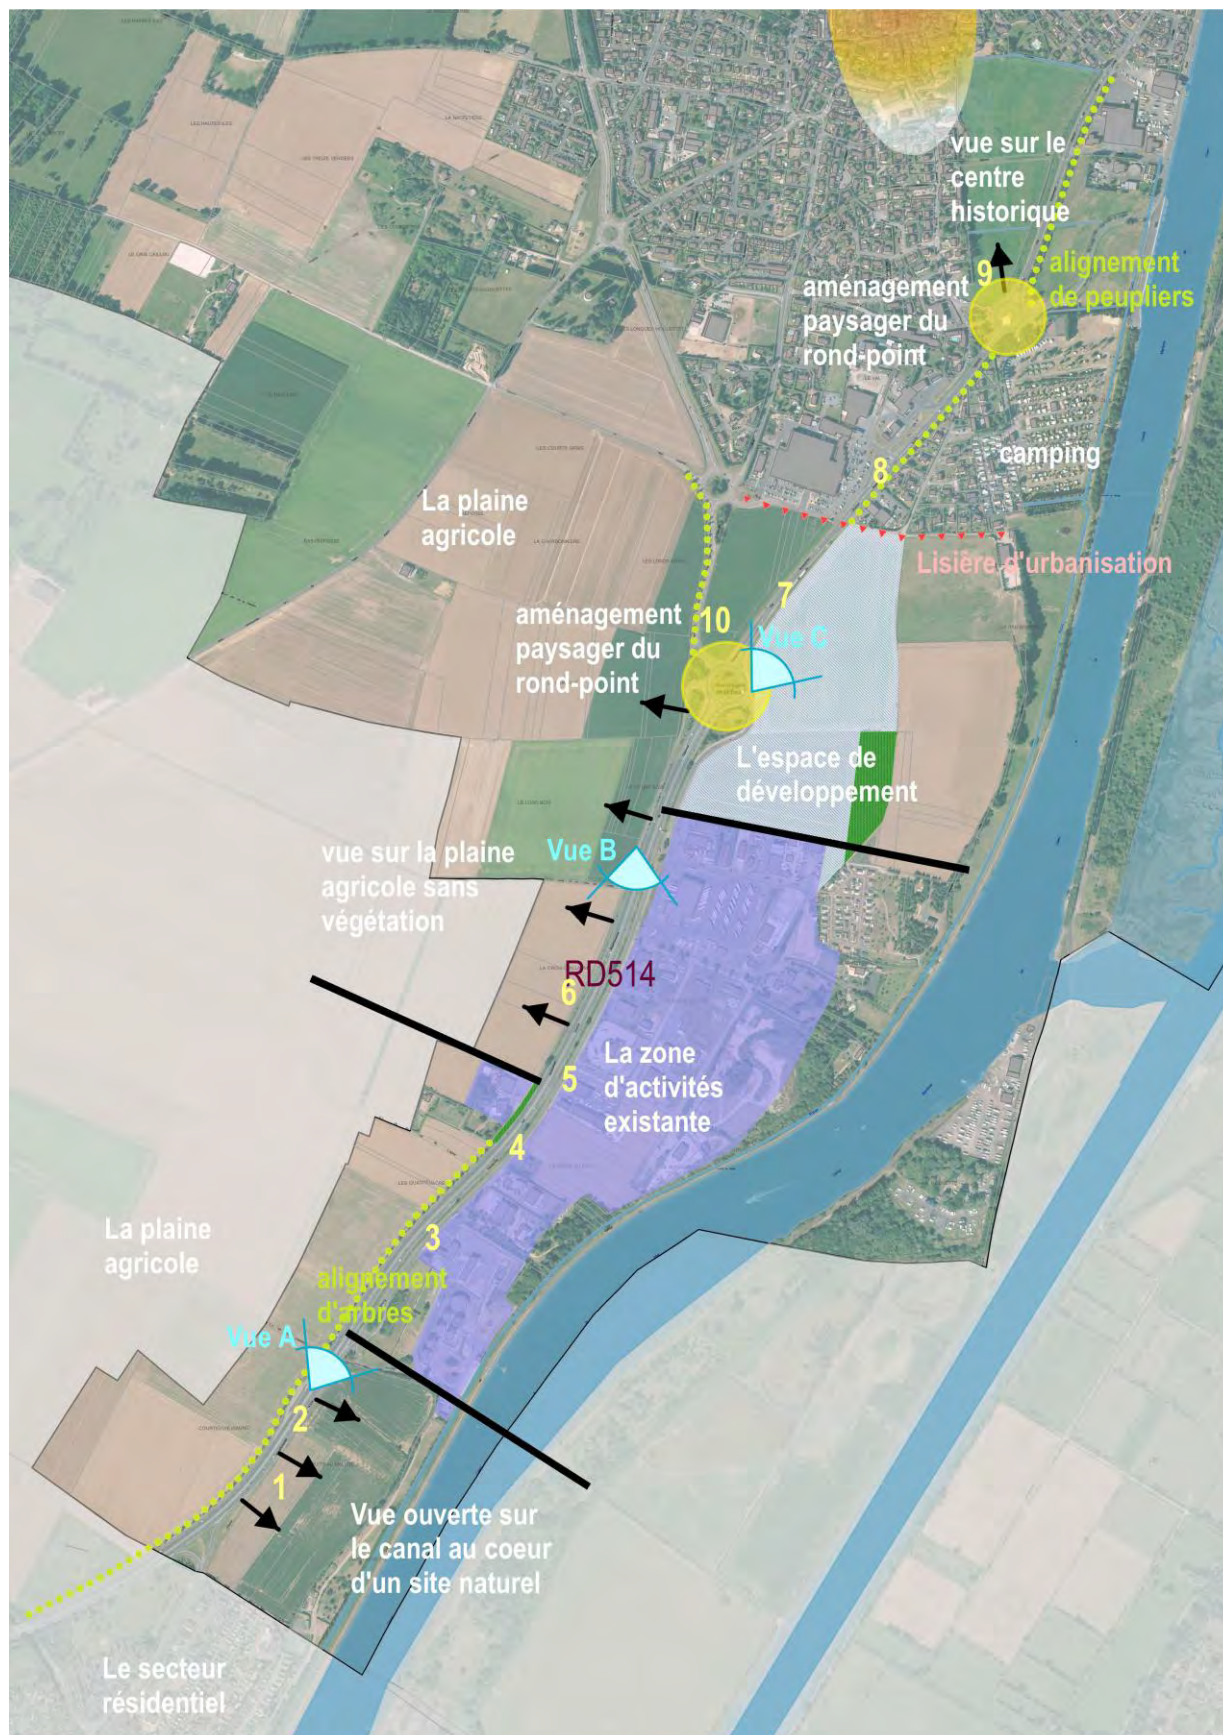 vue sur le
centre
historique
9
alignement
de peupliers
aménagement
paysager du
rond-point
camping
8
La plaine
agricole
Lisière d'urbanisation
7
10
aménagement
paysager du
rond-point
Vue C
L'espace de
développement
vue sur la plaine
agricole sans
végétation
Vue B
RD514
6
5
La zone
d'activités
existante
4
3
La plaine
agricole
alignement
d'arbres
Vue A
2
1
Vue ouverte sur
le canal au coeur
d'un site naturel
Le secteur
résidentiel